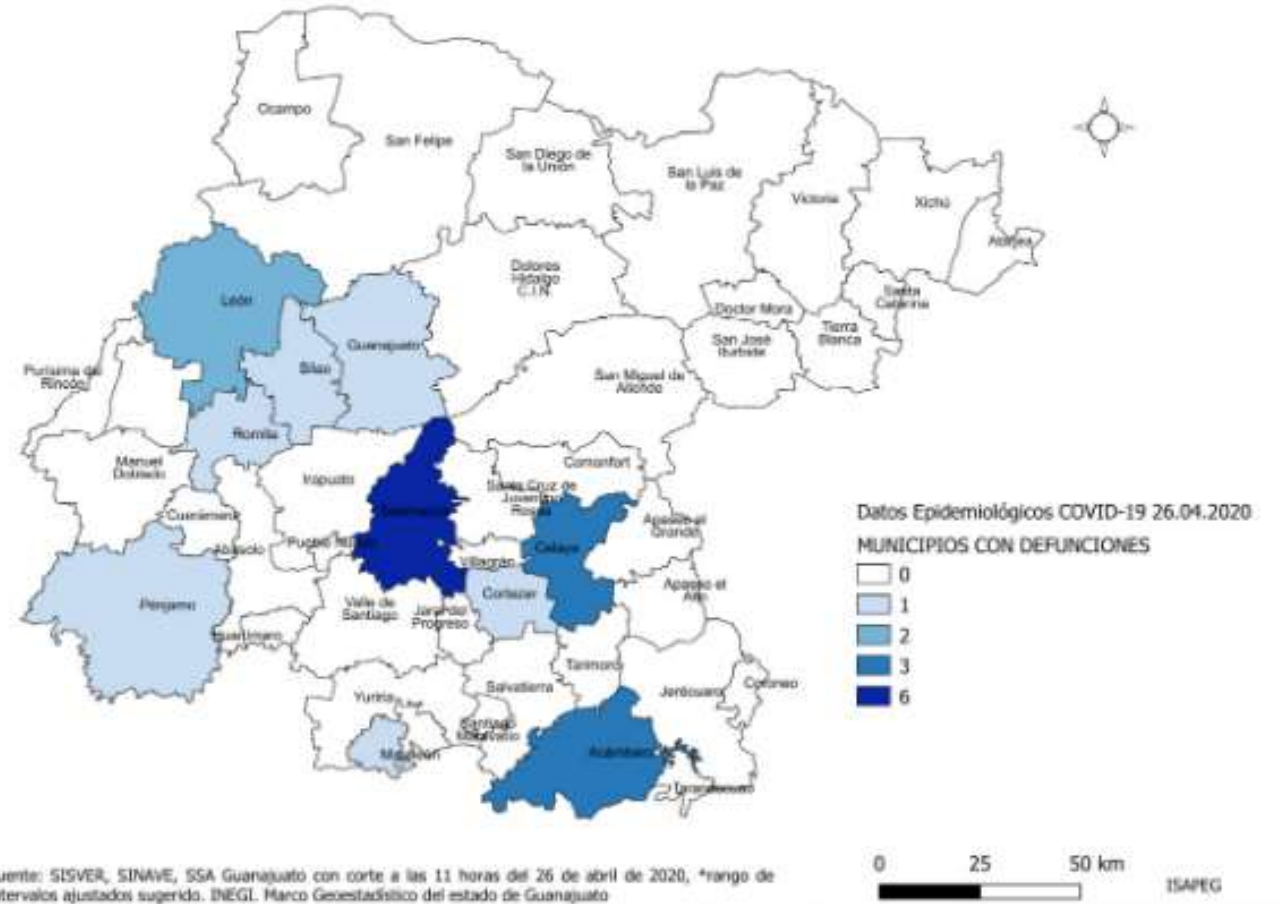 Ocampo
San Felipe
San Diego de
la Unión
San Luis de
la Paz
Victoria
Xichú
Atarjea
León
Dolores
Hidalgo
C.I.N.
Santa
Catarina
Doctor Mora
Tierra
Blanca
San José
Iturbide
Guanajuato
Silao
Purísima del
Rincón
San Miguel de
Allende
Romita
Manuel
Doblado
Irapuato
Comonfort
Santa Cruz de
Juventino
Rosas
Cuerámaro
Salamanca
Apaseo el
Grande
Abasolo
Pueblo Nuevo
Celaya
Villagrán
Pénjamo
Cortazar
Apaseo el
Alto
Valle de
Santiago
Jaral del
Progreso
Huanímaro
Tarimoro
Jerécuaro
Coroneo
Salvatierra
Yuriria
Santiago
Maravatío
Moroleón
Acámbaro
Tarandacuao
Datos Epidemiológicos COVID-19 26.04.2020
MUNICIPIOS CON DEFUNCIONES
0
1
2
3
6
uente: SISVER, SINAVE, SSA Guanajuato con corte a las 11 horas del 26 de abril de 2020, *rango de
tervalos ajustados sugerido. INEGI. Marco Geoestadístico del estado de Guanajuato
0 25 50 km
ISAPEG